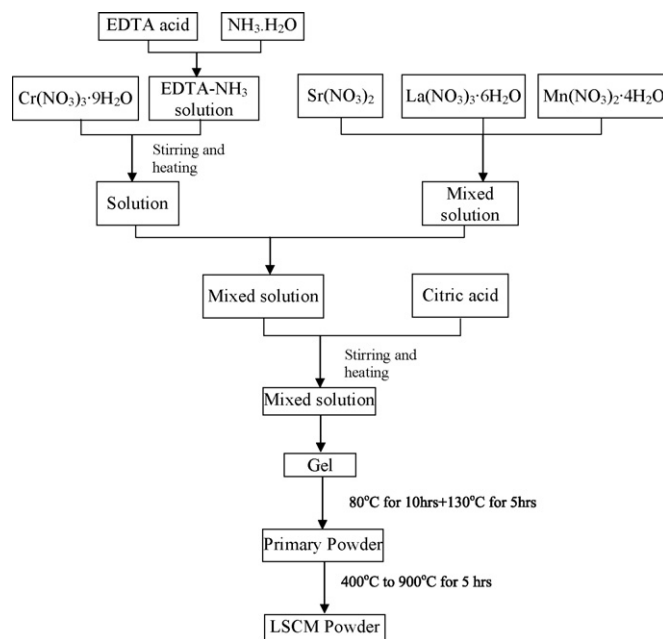 EDTA acid
NH₃.H₂O
Cr(NO₃)₃·9H₂O
EDTA-NH₃
solution
Sr(NO₃)₂
La(NO₃)₃·6H₂O
Mn(NO₃)₂·4H₂O
Stirring and
heating
Solution
Mixed
solution
Mixed solution
Citric acid
Stirring and
heating
Mixed solution
Gel
80°C for 10hrs+130°C for 5hrs
Primary Powder
400°C to 900°C for 5 hrs
LSCM Powder